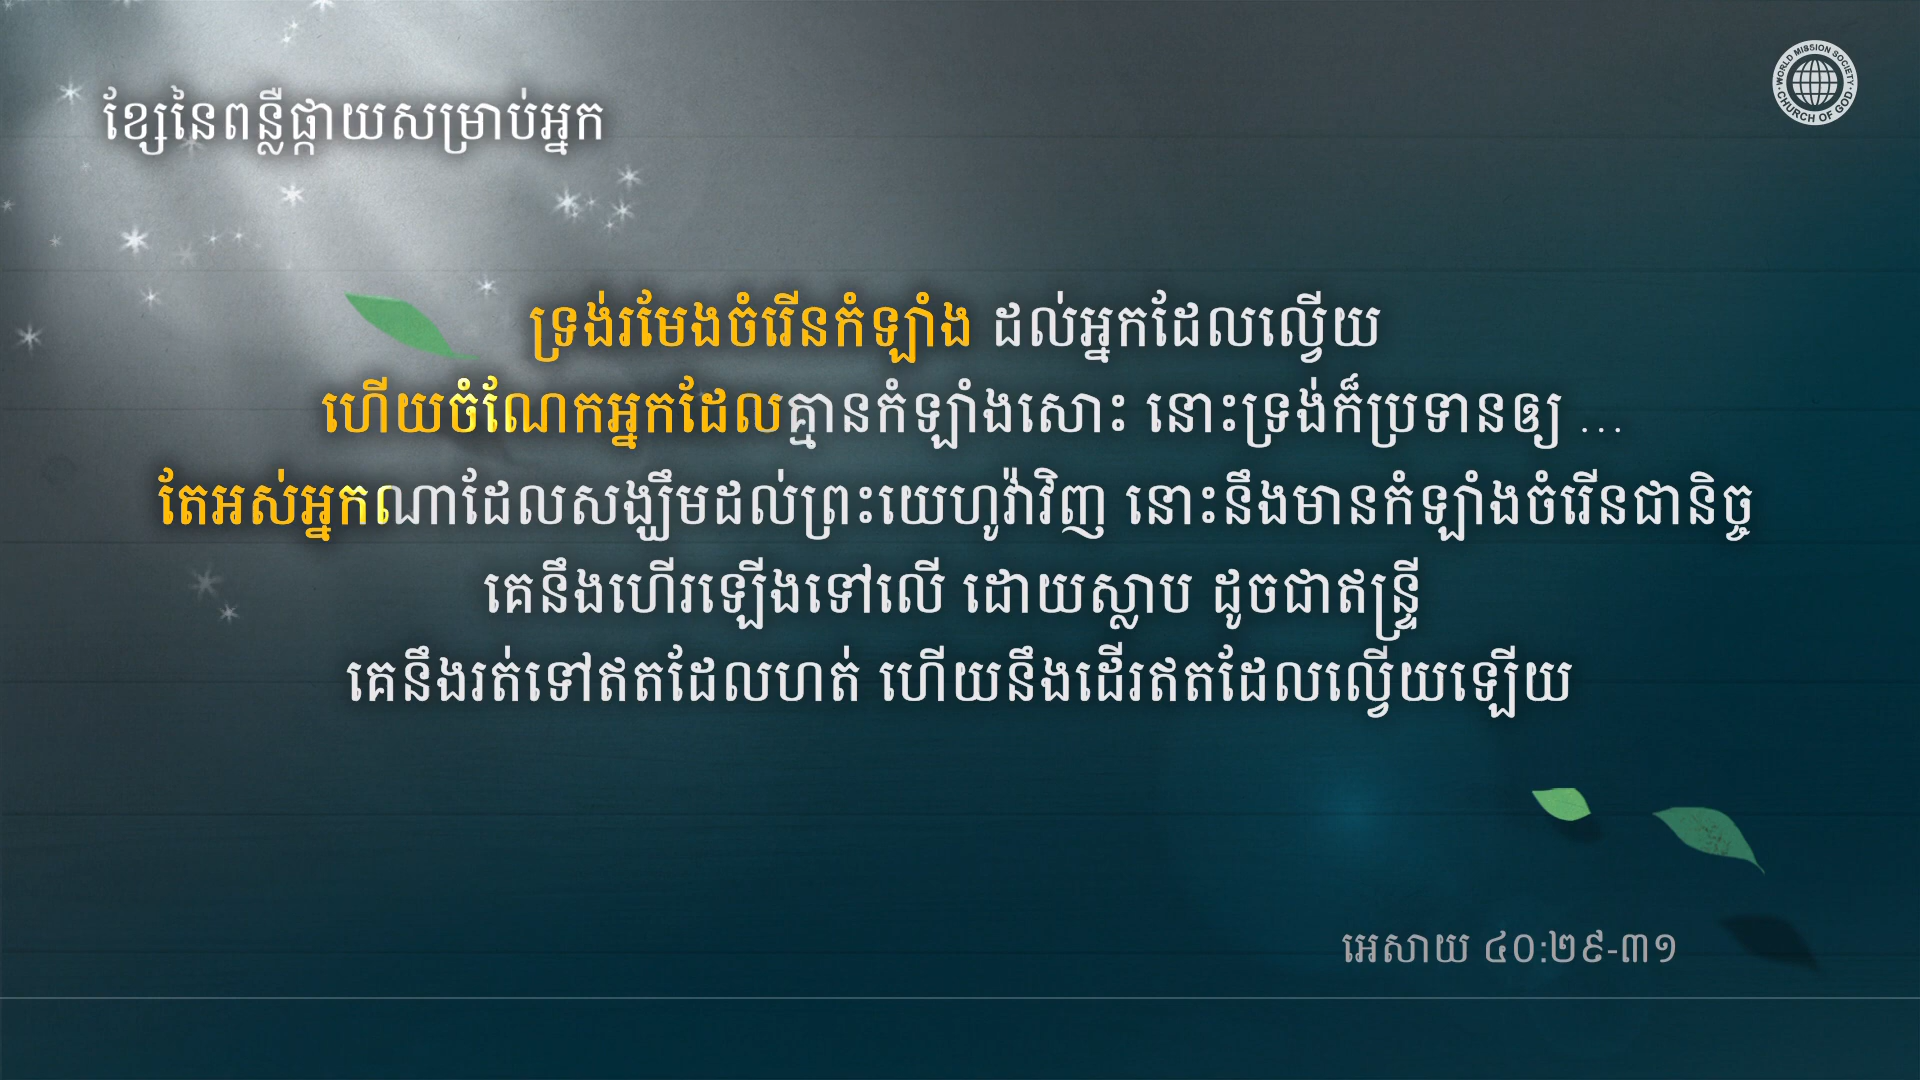 ខ្សែនៃពន្លឺផ្កាយសម្រាប់អ្នក
WORLD MISSION SOCIETY
CHURCH OF GOD
ទ្រង់រមែងចំរើនកំឡាំង ដល់អ្នកដែលល្វើយ
ហើយចំណែកអ្នកដែលគ្មានកំឡាំងសោះ នោះទ្រង់ក៏ប្រទានឲ្យ ...
តែអស់អ្នកណាដែលសង្ឃឹមដល់ព្រះយេហូវ៉ាវិញ នោះនឹងមានកំឡាំងចំរើនជានិច្ច
គេនឹងហើរឡើងទៅលើ ដោយស្លាប ដូចជាឥន្ទ្រី
គេនឹងរត់ទៅឥតដែលហត់ ហើយនឹងដើរឥតដែលល្វើយឡើយ
អេសាយ ៤០:២៩-៣១